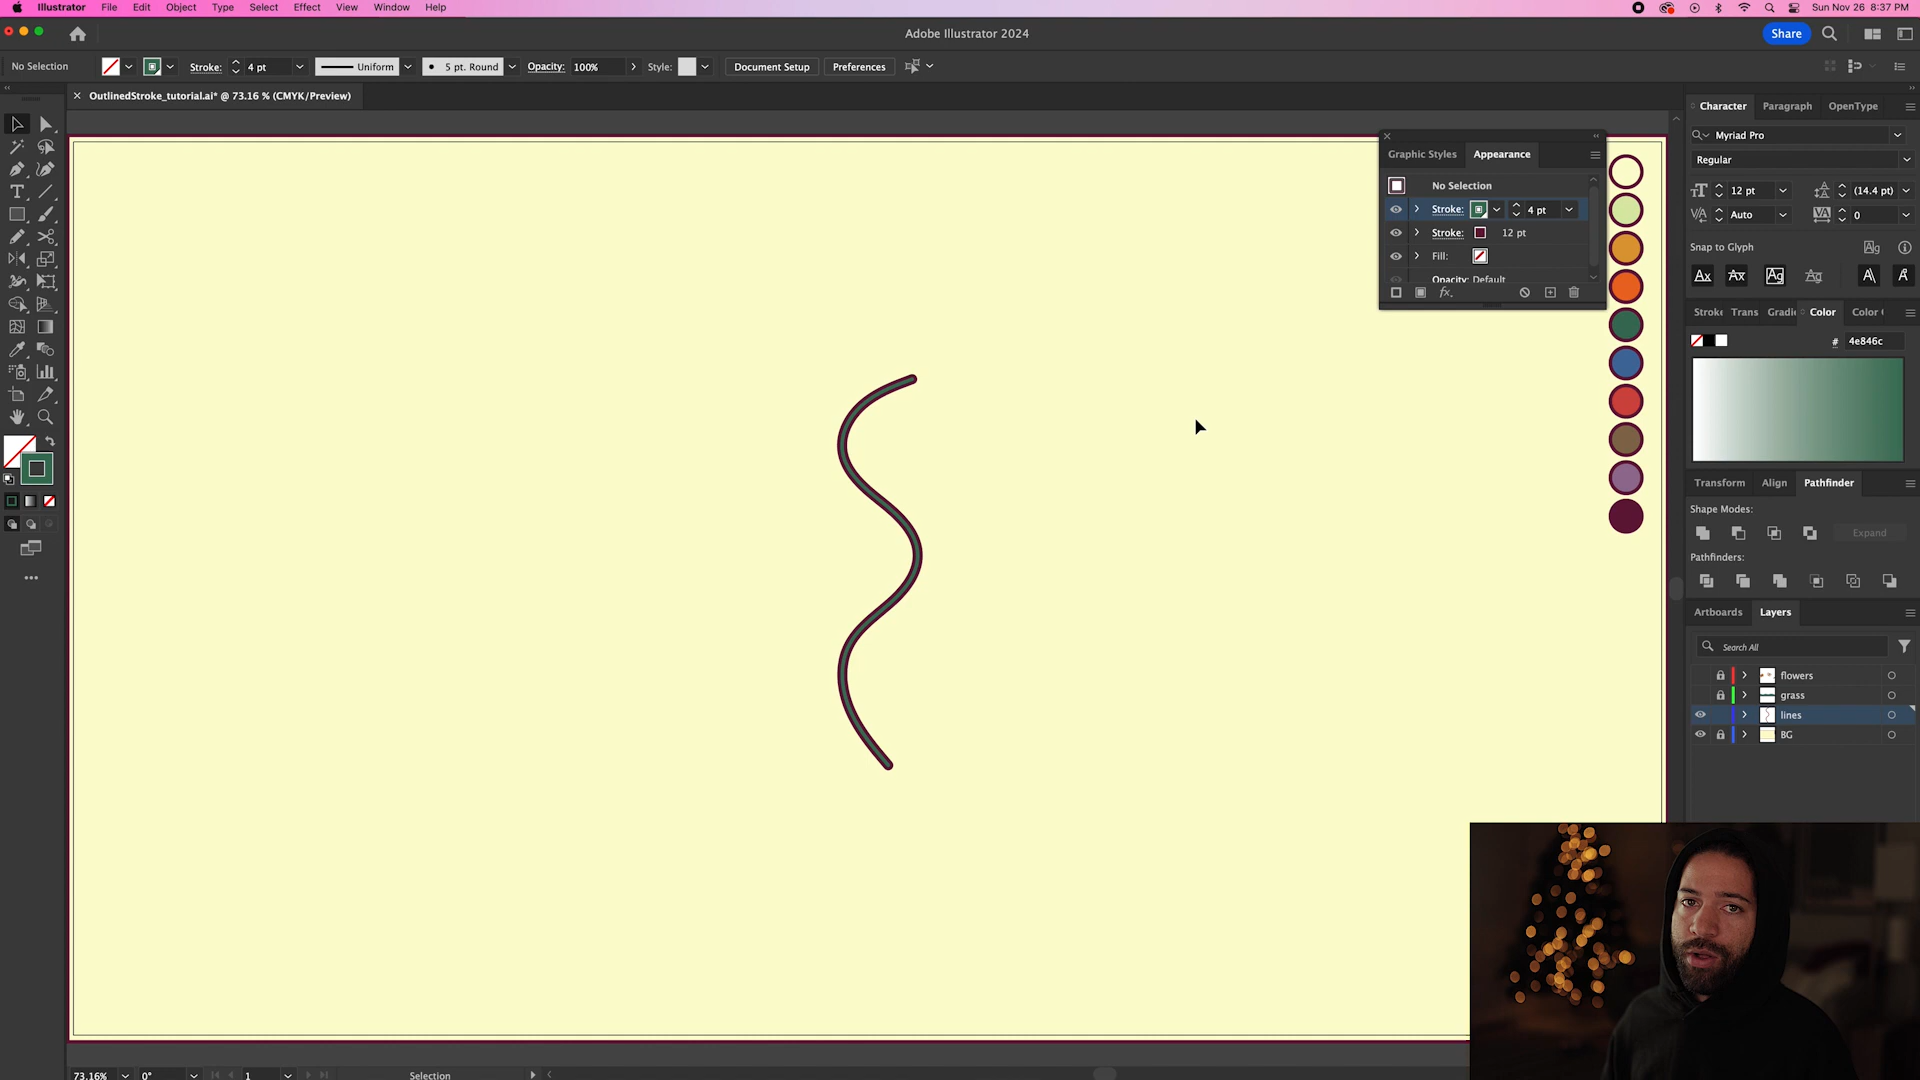 Illustrator File Edit Object Type Select Effect View Window Help Sun Nov 26 8:37 PM
Adobe Illustrator 2024 Share
No Selection Stroke: 4 pt Uniform 5 pt. Round Opacity: 100% Style: Document Setup Preferences
OutlinedStroke_tutorial.ai* @ 73.16 % (CMYK/Preview)
Graphic Styles Appearance
No Selection
Stroke: 4 pt
Stroke: 12 pt
Fill:
Opacity: Default
fx.
Character Paragraph OpenType
Myriad Pro
Regular
12 pt (14.4 pt)
Auto 0
Snap to Glyph
Stroke Trans Gradi Color Color
# 4e846c
Transform Align Pathfinder
Shape Modes:
Expand
Pathfinders:
Artboards Layers
Search All
flowers
grass
lines
BG
73.16% 0° 1 Selection